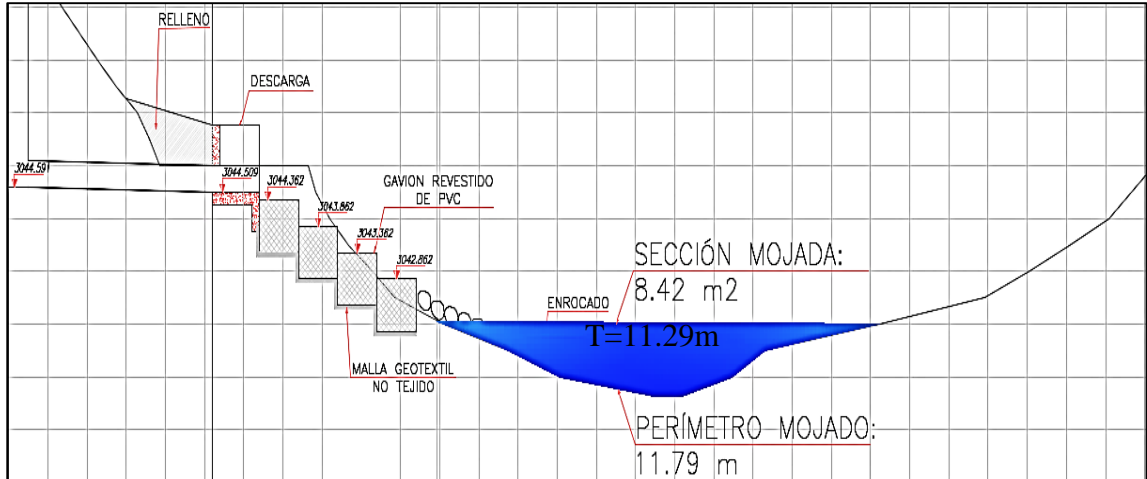 RELLENO
DESCARGA
3044.591
3044.509
3044.362
GAVION REVESTIDO
DE PVC
3043.862
3043.362
3042.862
SECCIÓN MOJADA:
8.42 m2
ENROCADO
T=11.29m
MALLA GEOTEXTIL
NO TEJIDO
PERÍMETRO MOJADO:
11.79 m